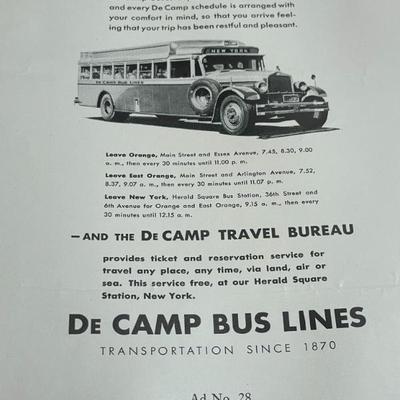 and every De Camp schedule is arranged with
your comfort in mind, so that you arrive feel-
ing that your trip has been restful and pleasant.
NEW YORK
DE CAMP BUS LINES
Leave Orange, Main Street and Essex Avenue, 7.45, 8.30, 9.00
a. m., then every 30 minutes until 11.00 p. m.
Leave East Orange, Main Street and Arlington Avenue, 7.52,
8.37, 9.07 a. m., then every 30 minutes until 11.07 p. m.
Leave New York, Herald Square Bus Station, 36th Street and
6th Avenue for Orange and East Orange, 9.15 a. m., then every
30 minutes until 12.15 a. m.
—AND THE DE CAMP TRAVEL BUREAU
provides ticket and reservation service for
travel any place, any time, via land, air or
sea. This service free, at our Herald Square
Station, New York.
DE CAMP BUS LINES
TRANSPORTATION SINCE 1870
Ad No. 28